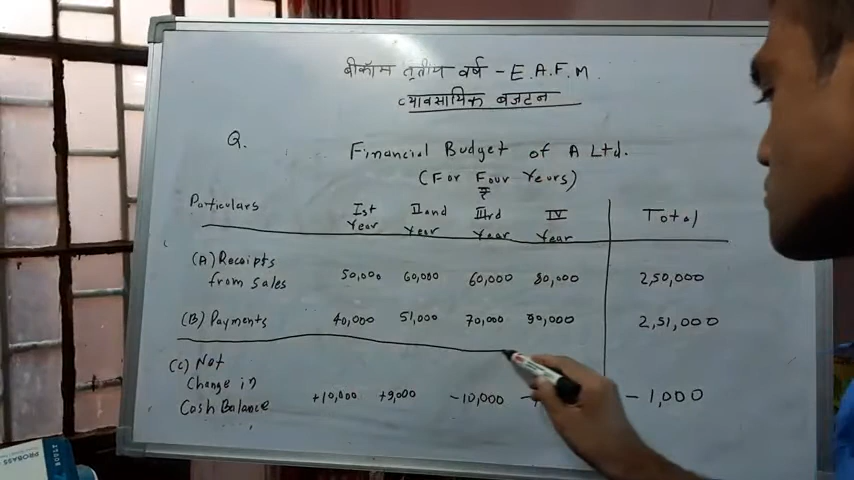 बीकॉम तृतीय वर्ष - E.A.F.M.
व्यावसायिक बजटन
Q. Financial Budget of A Ltd.
(For Four Years)
₹
Particulars Ist Year IInd Year IIIrd Year IV Year Total
(A) Receipts from Sales 50,000 60,000 60,000 80,000 2,50,000
(B) Payments 40,000 51,000 70,000 90,000 2,51,000
(C) Net Change in Cash Balance +10,000 +9,000 -10,000 - -1,000
PROBASS